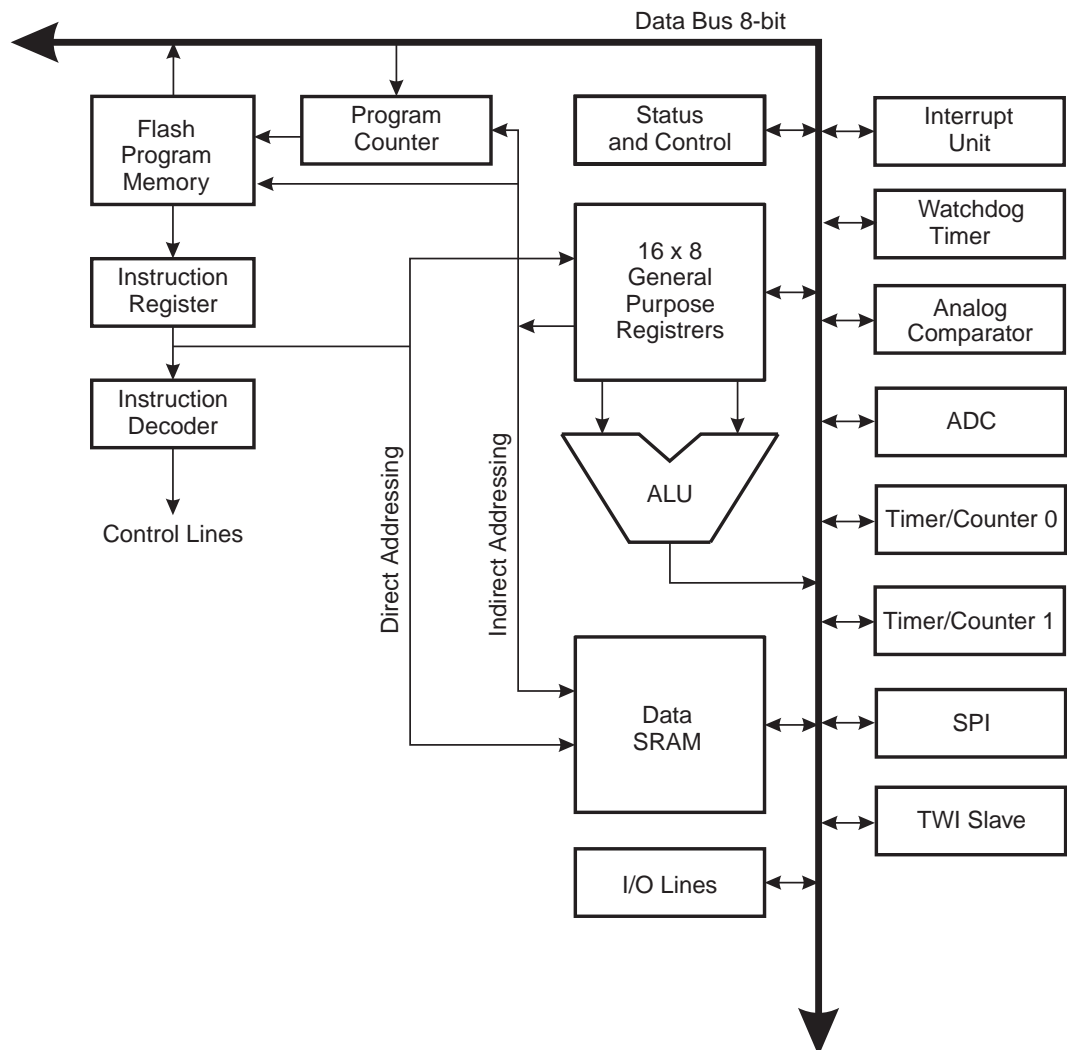 Data Bus 8-bit
Flash
Program
Memory
Program
Counter
Status
and Control
Interrupt
Unit
Watchdog
Timer
16 x 8
General
Purpose
Registrers
Instruction
Register
Analog
Comparator
Instruction
Decoder
ADC
ALU
Control Lines
Direct Addressing
Indirect Addressing
Timer/Counter 0
Timer/Counter 1
Data
SRAM
SPI
TWI Slave
I/O Lines